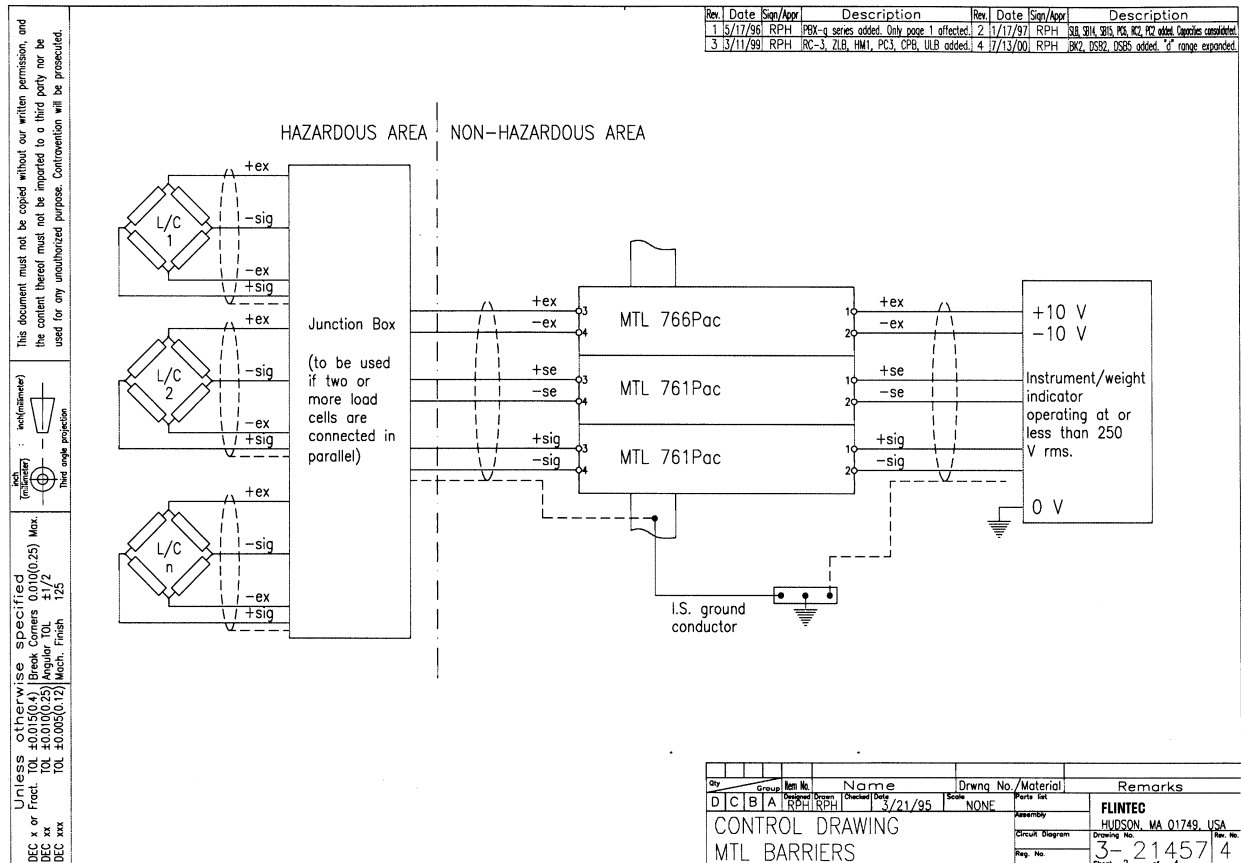 This document must not be copied without our written permission, and
the content thereof must not be imparted to a third party nor be
used for any unauthorized purpose. Contravention will be prosecuted.
inch(millimeter)
:
inch
(millimeter)
Third angle projection
Unless otherwise specified
DEC x or Fract. TOL ±0.015(0.4) Break Corners 0.010(0.25) Max.
DEC xx TOL ±0.010(0.25) Angular TOL ±1/2
DEC xxx TOL ±0.005(0.12) Mach. Finish 125
Rev. Date Sign/Appr Description Rev. Date Sign/Appr Description
1 5/17/96 RPH PBX-q series added. Only page 1 affected. 2 1/17/97 RPH SLB, SB14, SB15, PC6, RC2, PC2 added. Capacities consolidated.
3 3/11/99 RPH RC-3, ZLB, HM1, PC3, CPB, ULB added. 4 7/13/00 RPH BK2, DSB2, DSB5 added. "d" range expanded.
HAZARDOUS AREA NON-HAZARDOUS AREA
L/C
1
+ex
-sig
-ex
+sig
L/C
2
+ex
-sig
-ex
+sig
L/C
n
+ex
-sig
-ex
+sig
Junction Box
(to be used
if two or
more load
cells are
connected in
parallel)
+ex 3 MTL 766Pac 1 +ex
-ex 4 2 -ex
+se 3 MTL 761Pac 1 +se
-se 4 2 -se
+sig 3 MTL 761Pac 1 +sig
-sig 4 2 -sig
+10 V
-10 V
Instrument/weight
indicator
operating at or
less than 250
V rms.
0 V
I.S. ground
conductor
Qty Group Item No. Name Drwng No./Material Remarks
D C B A Designed RPH Drawn RPH Checked Date 3/21/95 Scale NONE Parts list
Assembly
Circuit Diagram
Reg. No.
CONTROL DRAWING
MTL BARRIERS
FLINTEC
HUDSON, MA 01749, USA
Drawing No. Rev. No.
3-21457 4